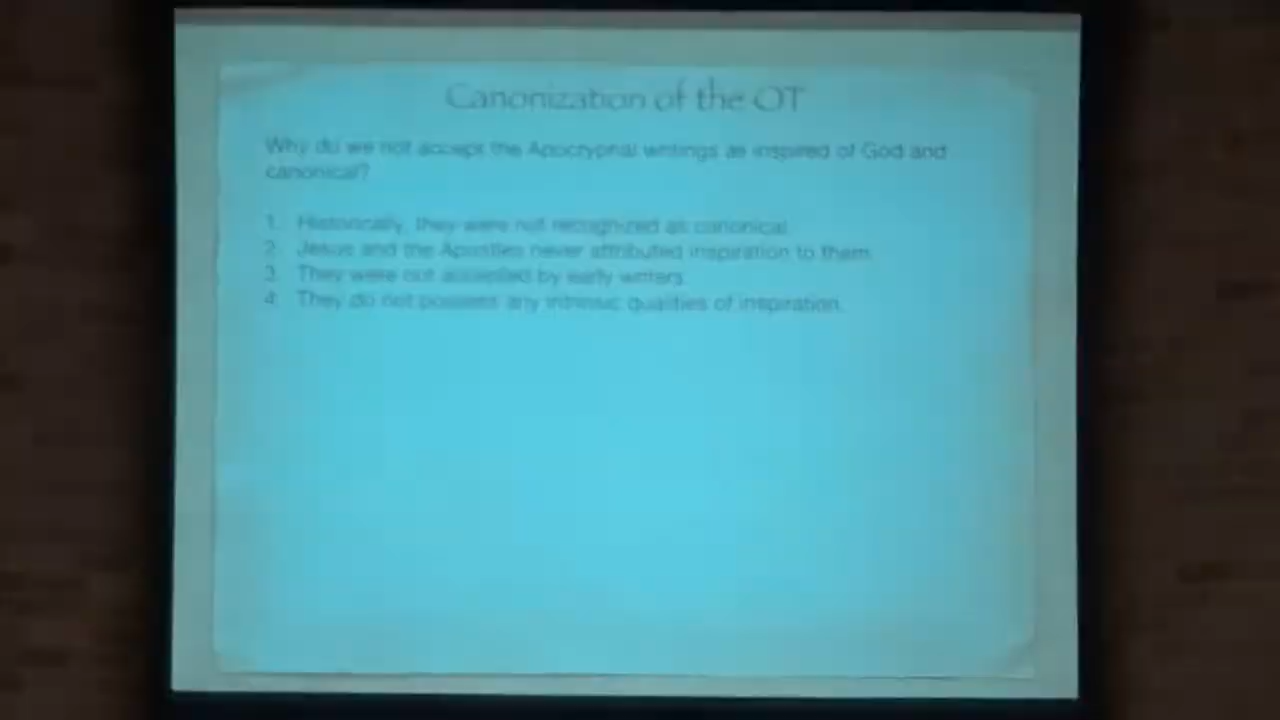 Canonization of the OT
Why do we not accept the Apocryphal writings as inspired of God and
canonical?
1. Historically, they were not recognized as canonical.
2. Jesus and the Apostles never attributed inspiration to them.
3. They were not accepted by early writers.
4. They do not possess any intrinsic qualities of inspiration.